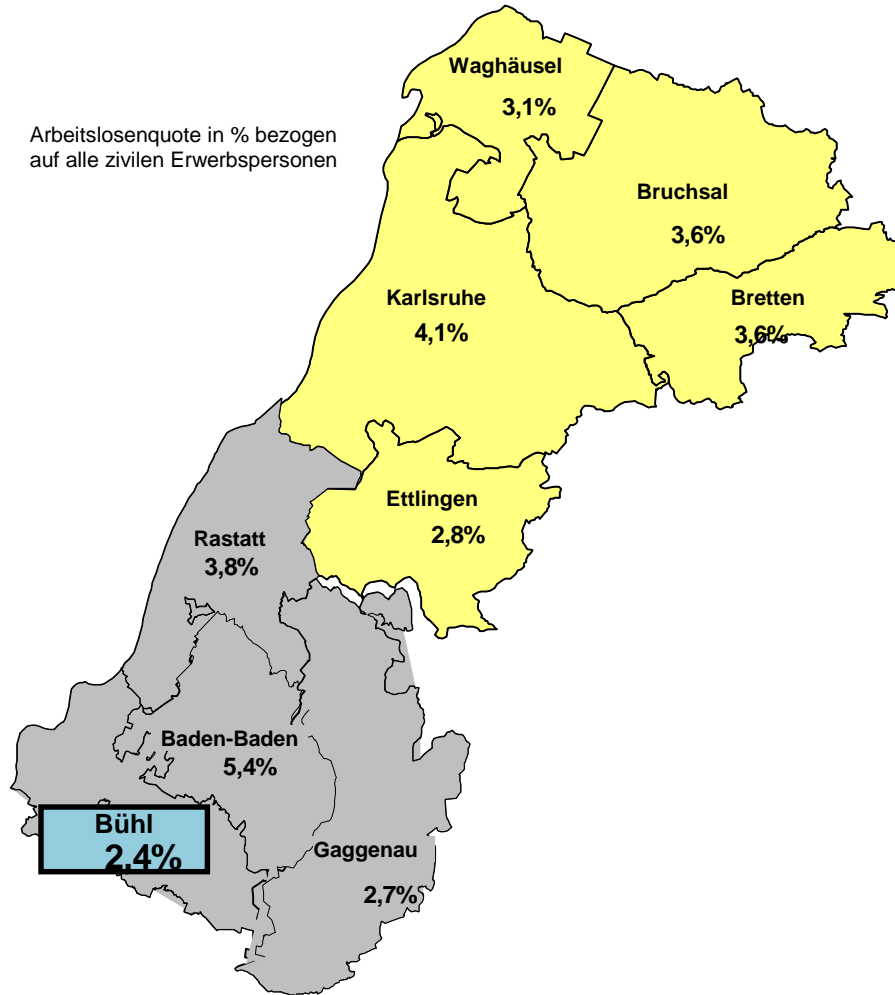 Waghäusel
3,1%
Arbeitslosenquote in % bezogen
auf alle zivilen Erwerbspersonen
Bruchsal
3,6%
Karlsruhe
4,1%
Bretten
3,6%
Ettlingen
2,8%
Rastatt
3,8%
Baden-Baden
5,4%
Bühl
2,4%
Gaggenau
2,7%